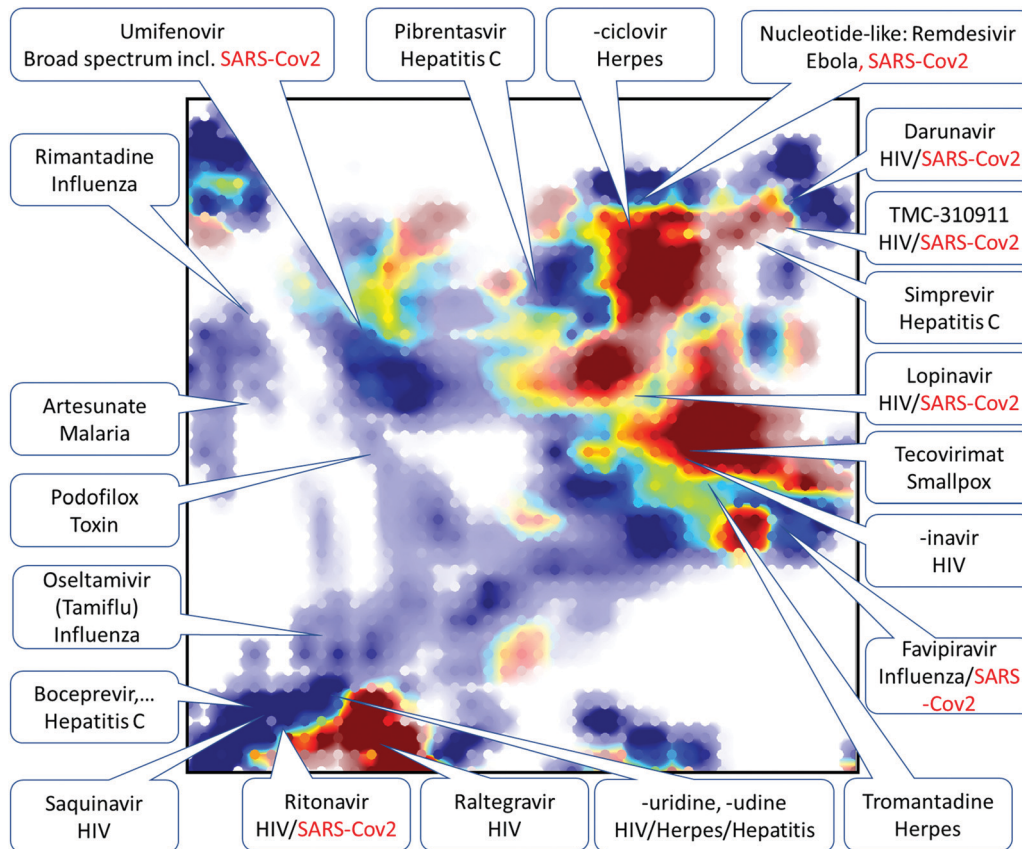 Umifenovir
Broad spectrum incl. SARS-Cov2
Pibrentasvir
Hepatitis C
-ciclovir
Herpes
Nucleotide-like: Remdesivir
Ebola, SARS-Cov2
Rimantadine
Influenza
Darunavir
HIV/SARS-Cov2
TMC-310911
HIV/SARS-Cov2
Simprevir
Hepatitis C
Artesunate
Malaria
Lopinavir
HIV/SARS-Cov2
Podofilox
Toxin
Tecovirimat
Smallpox
-inavir
HIV
Oseltamivir
(Tamiflu)
Influenza
Favipiravir
Influenza/SARS
-Cov2
Boceprevir,...
Hepatitis C
Saquinavir
HIV
Ritonavir
HIV/SARS-Cov2
Raltegravir
HIV
-uridine, -udine
HIV/Herpes/Hepatitis
Tromantadine
Herpes